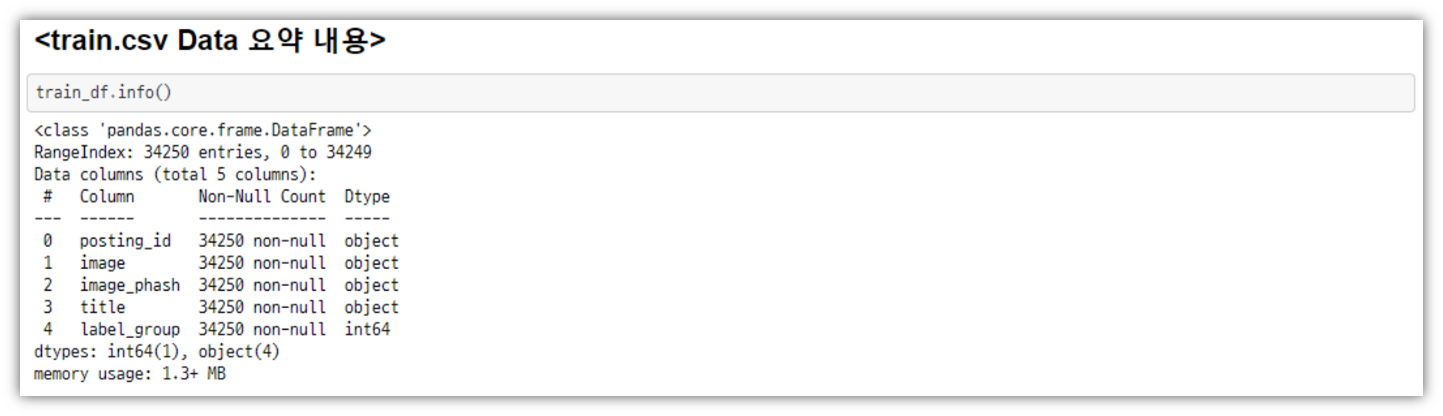 <train.csv Data 요약 내용>
train_df.info()
<class 'pandas.core.frame.DataFrame'>
RangeIndex: 34250 entries, 0 to 34249
Data columns (total 5 columns):
 #   Column       Non-Null Count  Dtype
---  ------       --------------  -----
 0   posting_id   34250 non-null  object
 1   image        34250 non-null  object
 2   image_phash  34250 non-null  object
 3   title        34250 non-null  object
 4   label_group  34250 non-null  int64
dtypes: int64(1), object(4)
memory usage: 1.3+ MB